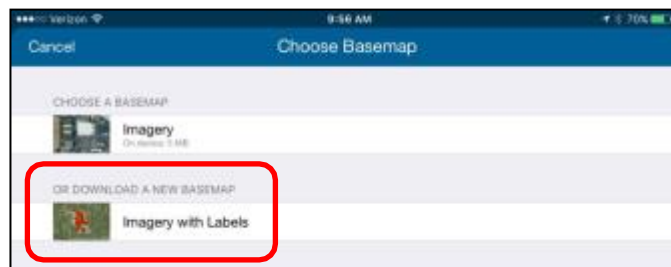 Verizon 9:56 AM 70%
Cancel Choose Basemap
CHOOSE A BASEMAP
Imagery
On device: 5 MB
OR DOWNLOAD A NEW BASEMAP
Imagery with Labels